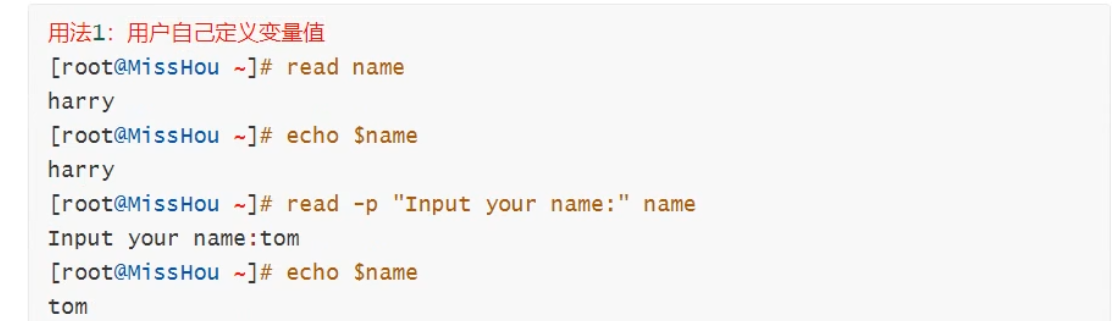 用法1：用户自己定义变量值
[root@MissHou ~]# read name
harry
[root@MissHou ~]# echo $name
harry
[root@MissHou ~]# read -p "Input your name:" name
Input your name:tom
[root@MissHou ~]# echo $name
tom